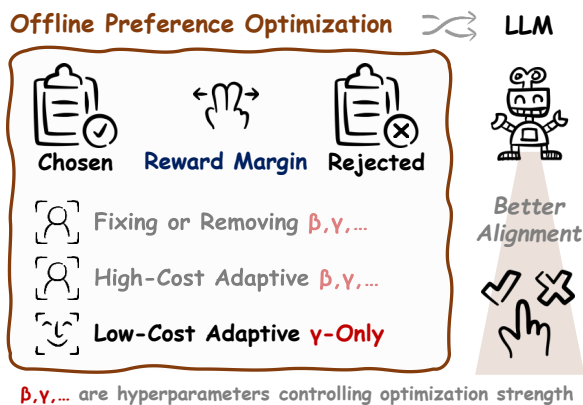 Offline Preference Optimization
LLM
Chosen
Reward Margin
Rejected
Fixing or Removing β,γ,...
High-Cost Adaptive β,γ,...
Low-Cost Adaptive γ-Only
Better
Alignment
β,γ,... are hyperparameters controlling optimization strength